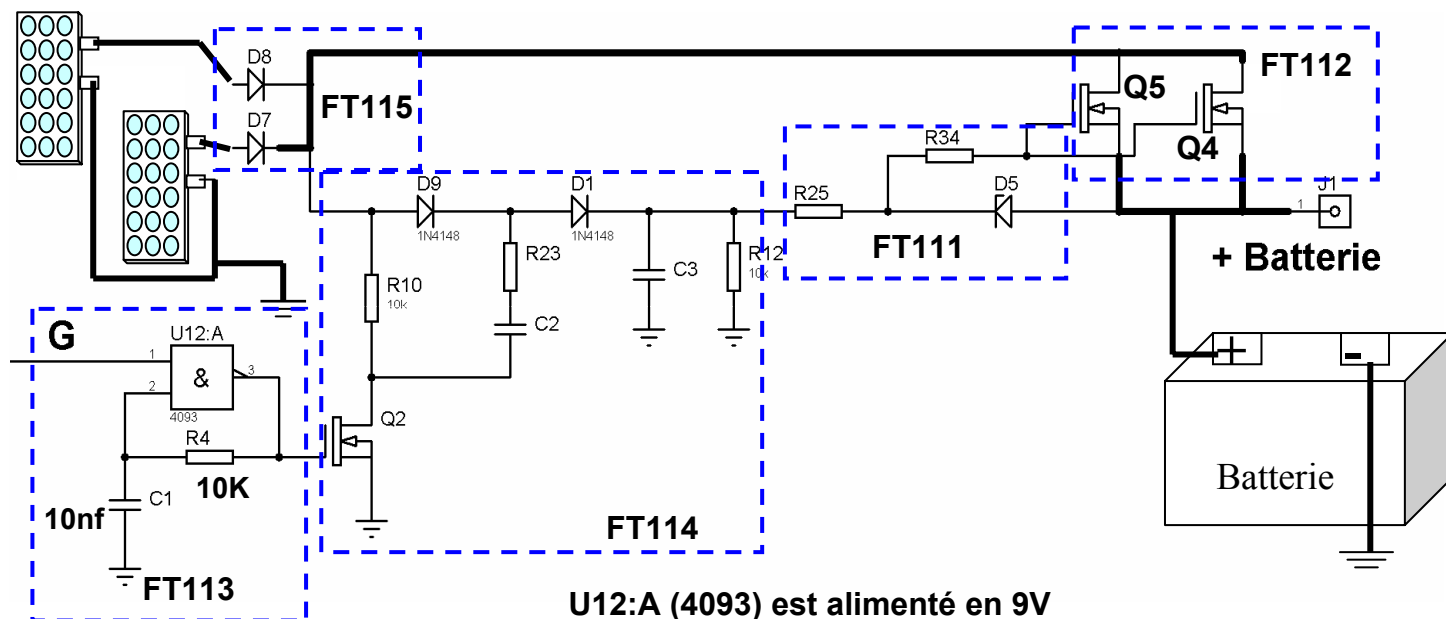 D8
FT115
D7
FT112
Q5
Q4
R34
D9
1N4148
D1
1N4148
R25
D5
J1
1
FT111
+ Batterie
R10
10k
R23
C2
C3
R12
10k
G
U12:A
1
2
3
&
4093
R4
10K
C1
10nf
FT113
Q2
FT114
+
-
Batterie
U12:A (4093) est alimenté en 9V